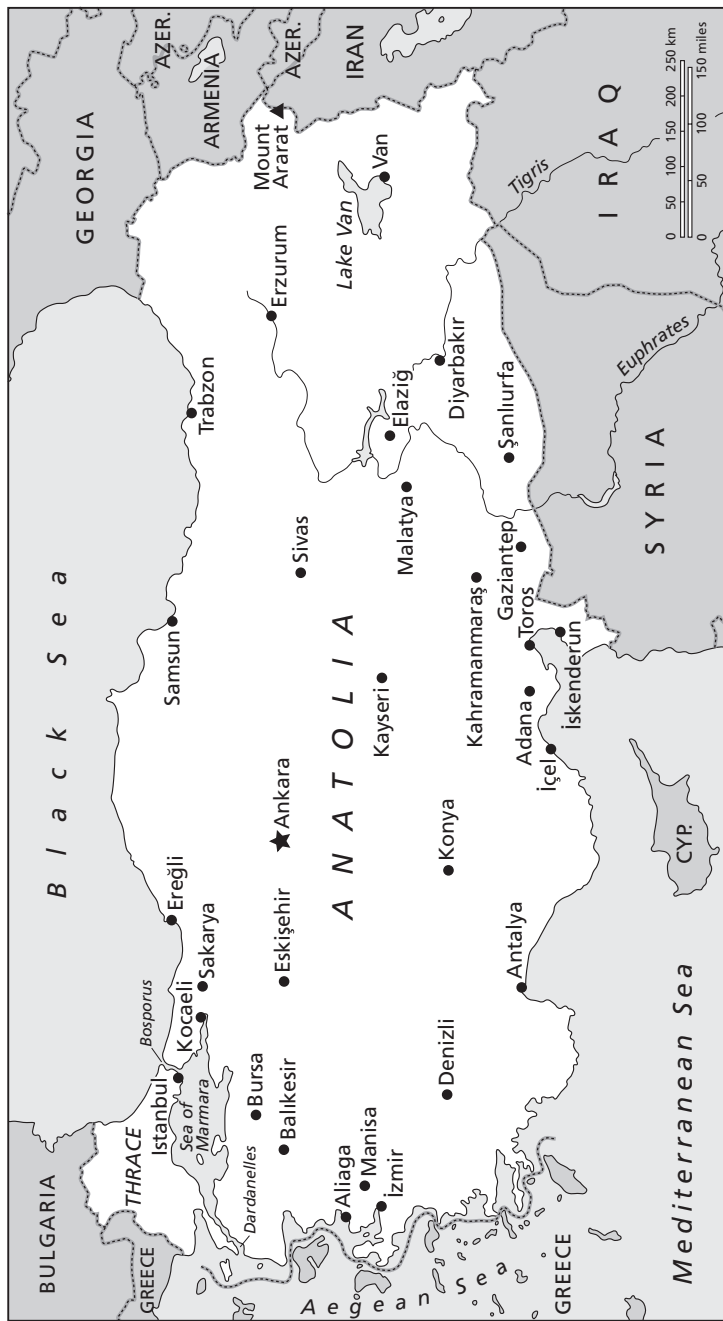 BULGARIA
GREECE
THRACE
Bosporus
Istanbul
Sea of
Marmara
Dardanelles
Kocaeli
Sakarya
Ereğli
Black Sea
Samsun
Trabzon
GEORGIA
AZER.
ARMENIA
AZER.
IRAN
Mount
Ararat
Bursa
Balıkesir
Eskişehir
Ankara
Sivas
Erzurum
ANATOLIA
Lake Van
Van
Aliaga
Manisa
İzmir
Kayseri
Malatya
Elaziğ
Diyarbakır
Denizli
Konya
Kahramanmaraş
Gaziantep
Şanlıurfa
Antalya
İçel
Adana
Toros
İskenderun
Aegean Sea
GREECE
Mediterranean Sea
CYP.
SYRIA
Euphrates
Tigris
IRAQ
0 50 100 150 200 250 km
0 50 100 150 miles